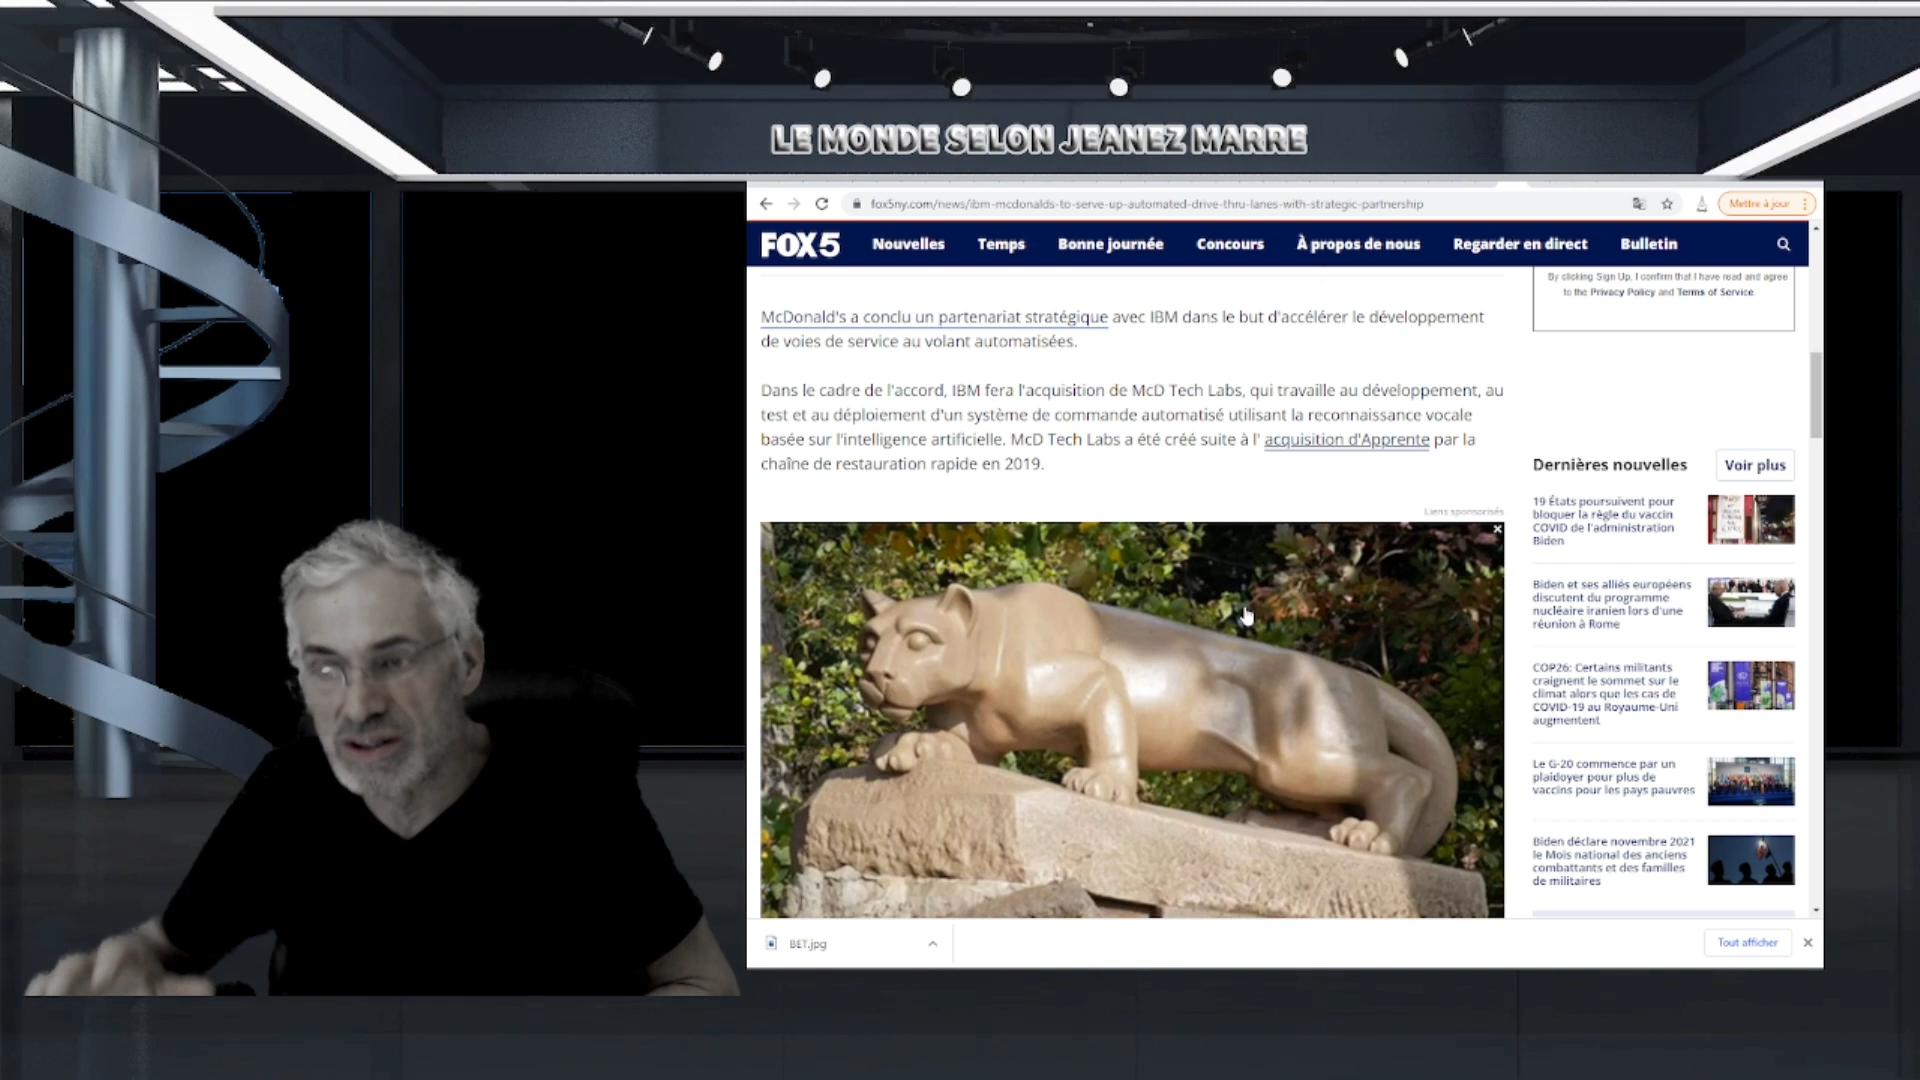 LE MONDE SELON JEANEZ MARRE
fox5ny.com/news/ibm-mcdonalds-to-serve-up-automated-drive-thru-lanes-with-strategic-partnership
Mettre à jour
FOX 5 Nouvelles Temps Bonne journée Concours À propos de nous Regarder en direct Bulletin
By clicking Sign Up, I confirm that I have read and agree
to the Privacy Policy and Terms of Service.
McDonald's a conclu un partenariat stratégique avec IBM dans le but d'accélérer le développement
de voies de service au volant automatisées.
Dans le cadre de l'accord, IBM fera l'acquisition de McD Tech Labs, qui travaille au développement, au
test et au déploiement d'un système de commande automatisé utilisant la reconnaissance vocale
basée sur l'intelligence artificielle. McD Tech Labs a été créé suite à l' acquisition d'Apprente par la
chaîne de restauration rapide en 2019.
Liens sponsorisés
Dernières nouvelles
Voir plus
19 États poursuivent pour
bloquer la règle du vaccin
COVID de l'administration
Biden
Biden et ses alliés européens
discutent du programme
nucléaire iranien lors d'une
réunion à Rome
COP26: Certains militants
craignent le sommet sur le
climat alors que les cas de
COVID-19 au Royaume-Uni
augmentent
Le G-20 commence par un
plaidoyer pour plus de
vaccins pour les pays pauvres
Biden déclare novembre 2021
le Mois national des anciens
combattants et des familles
de militaires
BET.jpg
Tout afficher